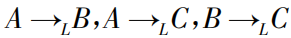 A →_L B, A →_L C, B →_L C